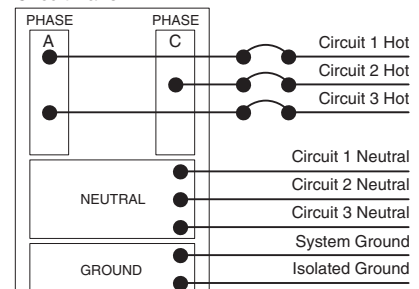 PHASE PHASE
A C
Circuit 1 Hot
Circuit 2 Hot
Circuit 3 Hot
Circuit 1 Neutral
NEUTRAL
Circuit 2 Neutral
Circuit 3 Neutral
System Ground
GROUND
Isolated Ground